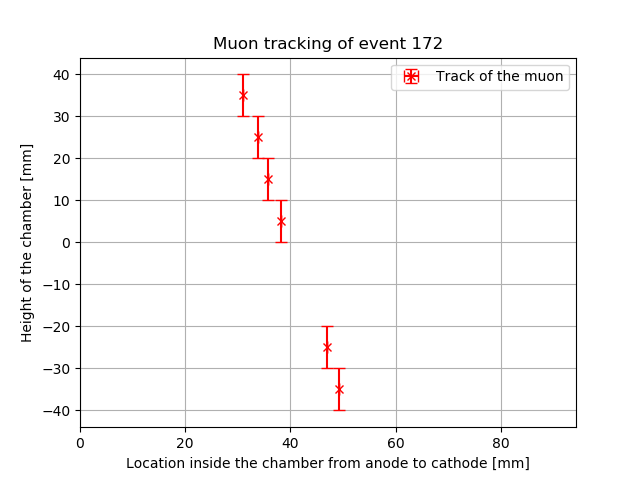 Muon tracking of event 172
Track of the muon
Height of the chamber [mm]
40
30
20
10
0
−10
−20
−30
−40
0 20 40 60 80
Location inside the chamber from anode to cathode [mm]